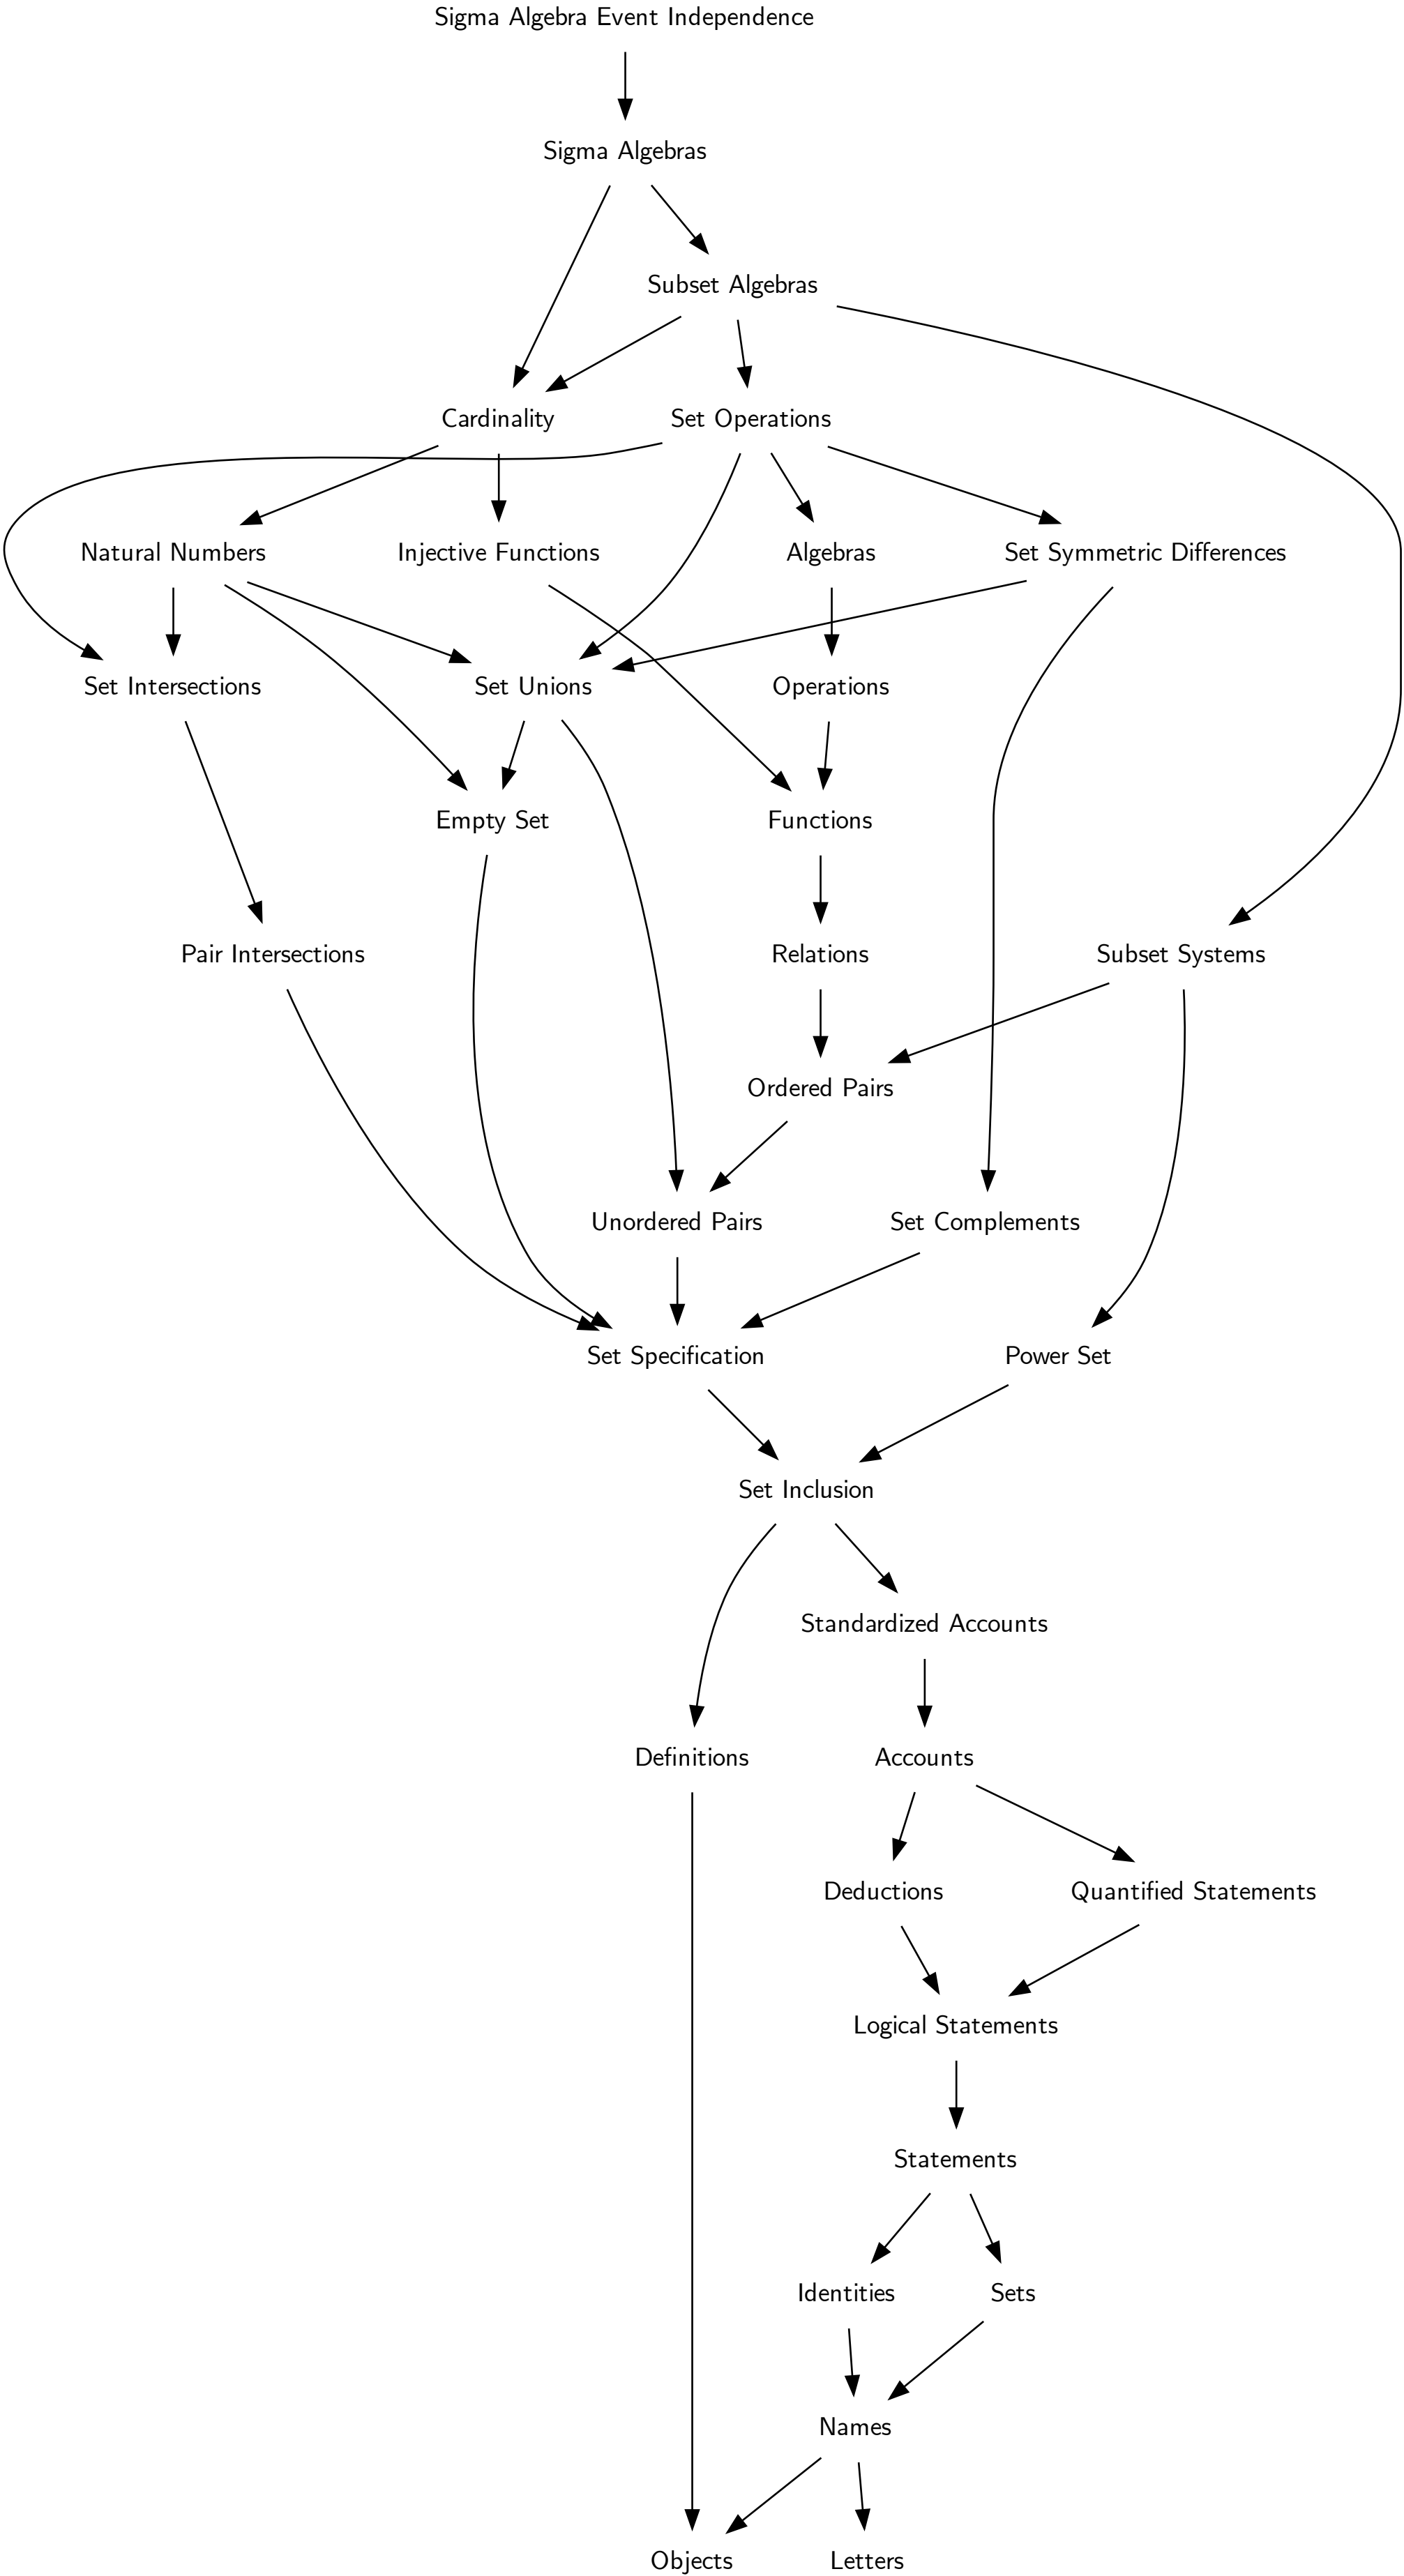 Sigma Algebra Event Independence
Sigma Algebras
Subset Algebras
Cardinality
Set Operations
Natural Numbers
Injective Functions
Algebras
Set Symmetric Differences
Set Intersections
Set Unions
Operations
Empty Set
Functions
Pair Intersections
Relations
Subset Systems
Ordered Pairs
Unordered Pairs
Set Complements
Set Specification
Power Set
Set Inclusion
Standardized Accounts
Definitions
Accounts
Deductions
Quantified Statements
Logical Statements
Statements
Identities
Sets
Names
Objects
Letters